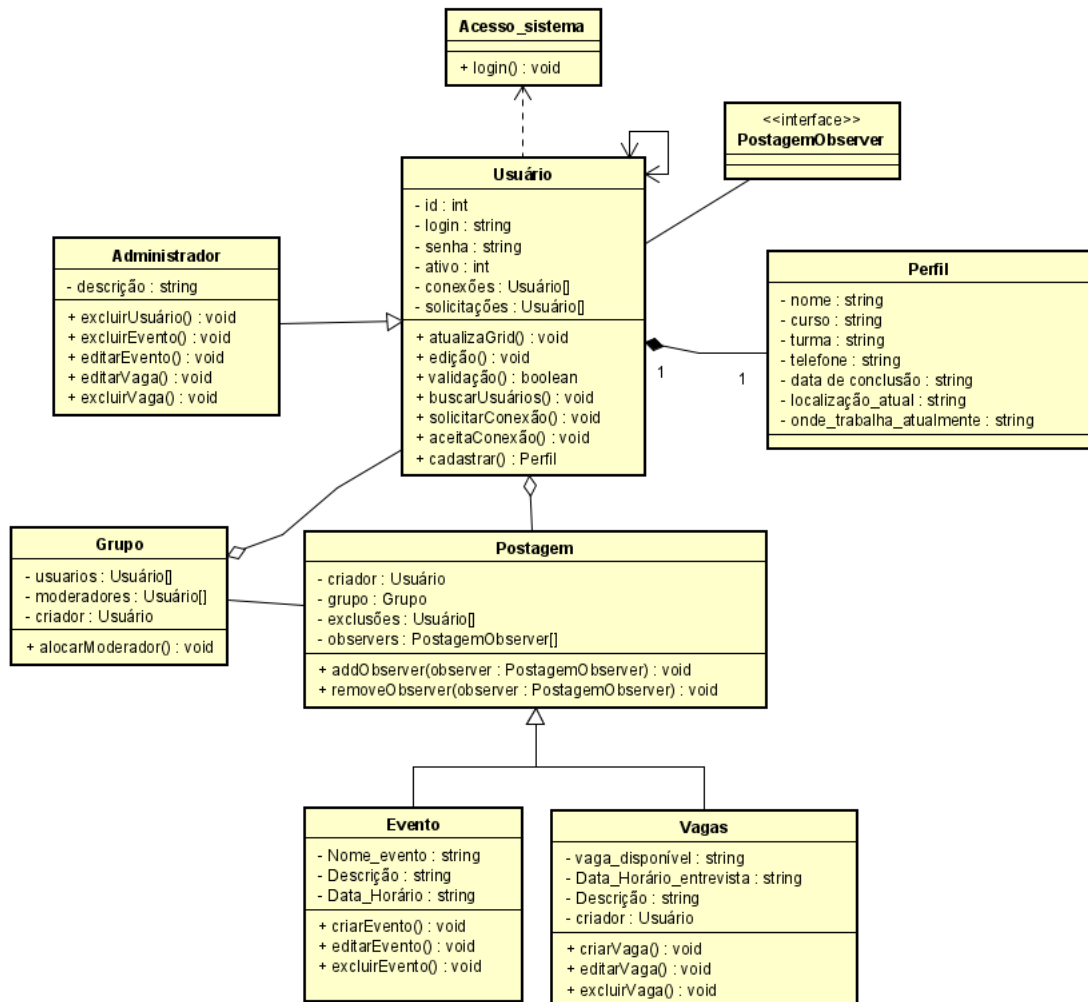 Acesso_sistema
+ login() : void
<<interface>>
PostagemObserver
Usuário
- id : int
- login : string
- senha : string
- ativo : int
- conexões : Usuário[]
- solicitações : Usuário[]
+ atualizaGrid() : void
+ edição() : void
+ validação() : boolean
+ buscarUsuários() : void
+ solicitarConexão() : void
+ aceitaConexão() : void
+ cadastrar() : Perfil
Administrador
- descrição : string
+ excluirUsuário() : void
+ excluirEvento() : void
+ editarEvento() : void
+ editarVaga() : void
+ excluirVaga() : void
Perfil
- nome : string
- curso : string
- turma : string
- telefone : string
- data de conclusão : string
- localização_atual : string
- onde_trabalha_atualmente : string
1
1
Grupo
- usuarios : Usuário[]
- moderadores : Usuário[]
- criador : Usuário
+ alocarModerador() : void
Postagem
- criador : Usuário
- grupo : Grupo
- exclusões : Usuário[]
- observers : PostagemObserver[]
+ addObserver(observer : PostagemObserver) : void
+ removeObserver(observer : PostagemObserver) : void
Evento
- Nome_evento : string
- Descrição : string
- Data_Horário : string
+ criarEvento() : void
+ editarEvento() : void
+ excluirEvento() : void
Vagas
- vaga_disponível : string
- Data_Horário_entrevista : string
- Descrição : string
- criador : Usuário
+ criarVaga() : void
+ editarVaga() : void
+ excluirVaga() : void